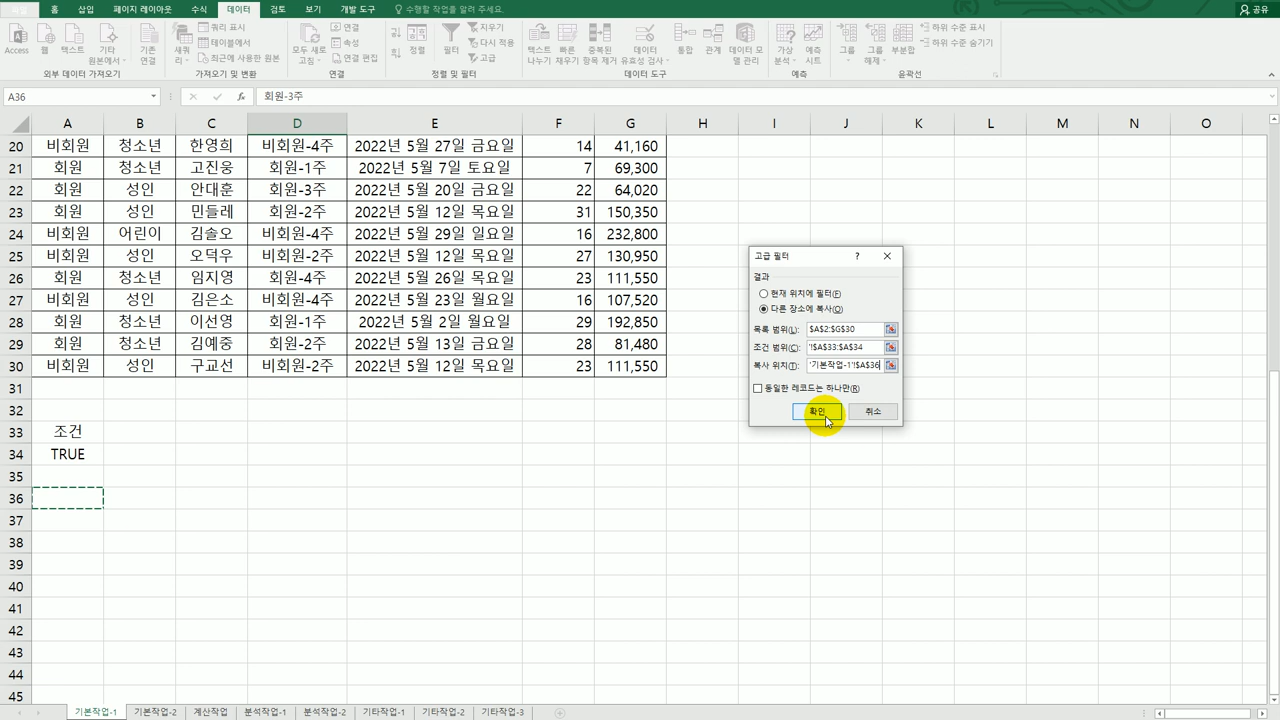 파일 홈 삽입 페이지 레이아웃 수식 데이터 검토 보기 개발 도구 수행할 작업을 알려 주세요. 공유
Access 웹 텍스트 기타 원본에서 기존 연결 새 쿼리 쿼리 표시 테이블에서 최근에 사용한 원본 모두 새로 고침 연결 속성 연결 편집 정렬 필터 지우기 다시 적용 고급 텍스트 나누기 빠른 채우기 중복된 항목 제거 데이터 유효성 검사 통합 관계 데이터 모델 관리 가상 분석 예측 시트 그룹 그룹 해제 부분합 하위 수준 표시 하위 수준 숨기기
외부 데이터 가져오기 가져오기 및 변환 연결 정렬 및 필터 데이터 도구 예측 윤곽선
A36 fx 회원-3주
A B C D E F G H I J K L M N O
20 비회원 청소년 한영희 비회원-4주 2022년 5월 27일 금요일 14 41,160
21 회원 청소년 고진웅 회원-1주 2022년 5월 7일 토요일 7 69,300
22 회원 성인 안대훈 회원-3주 2022년 5월 20일 금요일 22 64,020
23 회원 성인 민들레 회원-2주 2022년 5월 12일 목요일 31 150,350
24 비회원 어린이 김솔오 비회원-4주 2022년 5월 29일 일요일 16 232,800
25 비회원 성인 오덕우 비회원-2주 2022년 5월 12일 목요일 27 130,950
26 회원 청소년 임지영 회원-4주 2022년 5월 26일 목요일 23 111,550
27 비회원 성인 김은소 비회원-4주 2022년 5월 23일 월요일 16 107,520
28 회원 청소년 이선영 회원-1주 2022년 5월 2일 월요일 29 192,850
29 회원 청소년 김예중 회원-2주 2022년 5월 13일 금요일 28 81,480
30 비회원 성인 구교선 비회원-2주 2022년 5월 12일 목요일 23 111,550
31
32
33 조건
34 TRUE
35
36
37
38
39
40
41
42
43
44
45
고급 필터 ?
결과
현재 위치에 필터(F)
다른 장소에 복사(O)
목록 범위(L): $A$2:$G$30
조건 범위(C): '!$A$33:$A$34
복사 위치(T): '기본작업-1'!$A$36
동일한 레코드는 하나만(R)
확인 취소
기본작업-1 기본작업-2 계산작업 분석작업-1 분석작업-2 기타작업-1 기타작업-2 기타작업-3